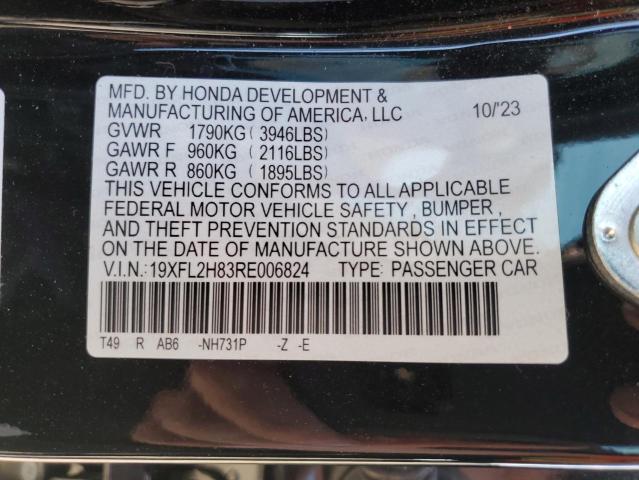 MFD. BY HONDA DEVELOPMENT &
MANUFACTURING OF AMERICA, LLC 10/'23
GVWR 1790KG (3946LBS)
GAWR F 960KG (2116LBS)
GAWR R 860KG (1895LBS)
THIS VEHICLE CONFORMS TO ALL APPLICABLE
FEDERAL MOTOR VEHICLE SAFETY, BUMPER,
AND THEFT PREVENTION STANDARDS IN EFFECT
ON THE DATE OF MANUFACTURE SHOWN ABOVE.
V.I.N.: 19XFL2H83RE006824 TYPE: PASSENGER CAR
T49 R AB6 -NH731P -Z -E